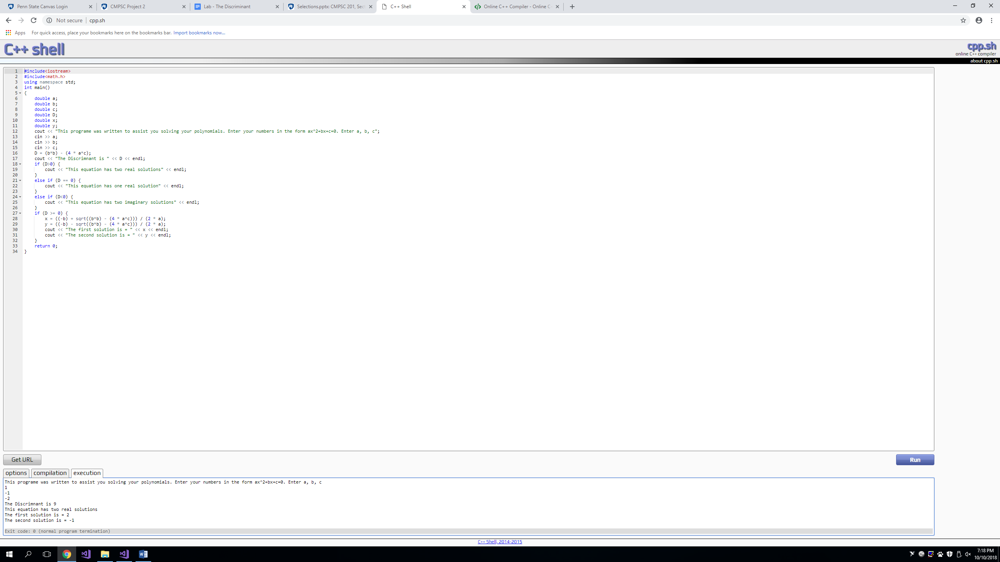 Penn State Canvas Login
CMPSC Project 2
Lab - The Discriminant
Selections.pptx: CMPSC 201, Sec
C++ Shell
Online C++ Compiler - Online C
Not secure | cpp.sh
Apps For quick access, place your bookmarks here on the bookmarks bar. Import bookmarks now...
C++ shell
cpp.sh
online C++ compiler
about cpp.sh
1 #include<iostream>
2 #include<math.h>
3 using namespace std;
4 int main()
5 {
6 double a;
7 double b;
8 double c;
9 double D;
10 double x;
11 double y;
12 cout << "This programe was written to assist you solving your polynomials. Enter your numbers in the form ax^2+bx+c=0. Enter a, b, c";
13 cin >> a;
14 cin >> b;
15 cin >> c;
16 D = (b*b) - (4 * a*c);
17 cout << "The Discrimnant is " << D << endl;
18 if (D>0) {
19 cout << "This equation has two real solutions" << endl;
20 }
21 else if (D == 0) {
22 cout << "This equation has one real solution" << endl;
23 }
24 else if (D<0) {
25 cout << "This equation has two imaginary solutions" << endl;
26 }
27 if (D >= 0) {
28 x = ((-b) + sqrt((b*b) - (4 * a*c))) / (2 * a);
29 y = ((-b) - sqrt((b*b) - (4 * a*c))) / (2 * a);
30 cout << "The first solution is = " << x << endl;
31 cout << "The second solution is = " << y << endl;
32 }
33 return 0;
34 }
Get URL
Run
options compilation execution
This programe was written to assist you solving your polynomials. Enter your numbers in the form ax^2+bx+c=0. Enter a, b, c
1
-1
-2
The Discrimnant is 9
This equation has two real solutions
The first solution is = 2
The second solution is = -1
Exit code: 0 (normal program termination)
C++ Shell, 2014-2015
7:18 PM
10/10/2018